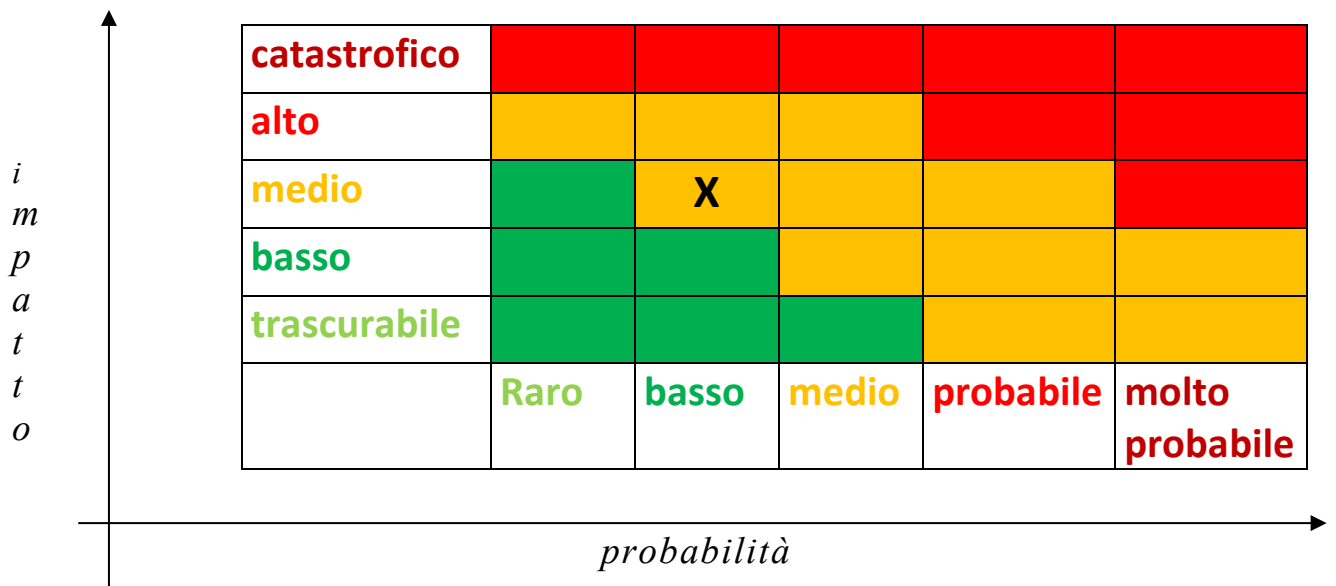 catastrofico
alto
medio
X
basso
trascurabile
Raro
basso
medio
probabile
molto
probabile
i
m
p
a
t
t
o
probabilità